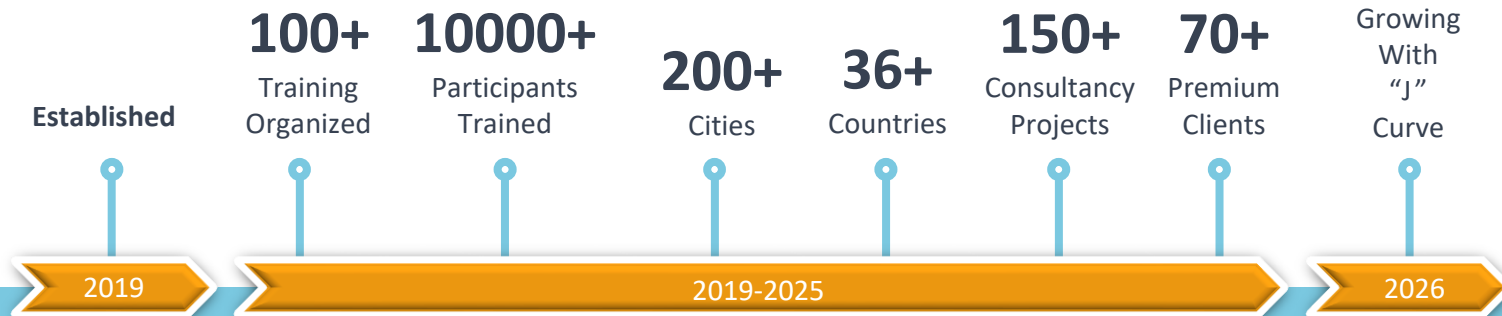 Established
2019
100+
Training
Organized
10000+
Participants
Trained
200+
Cities
36+
Countries
150+
Consultancy
Projects
70+
Premium
Clients
2019-2025
Growing
With
“J”
Curve
2026